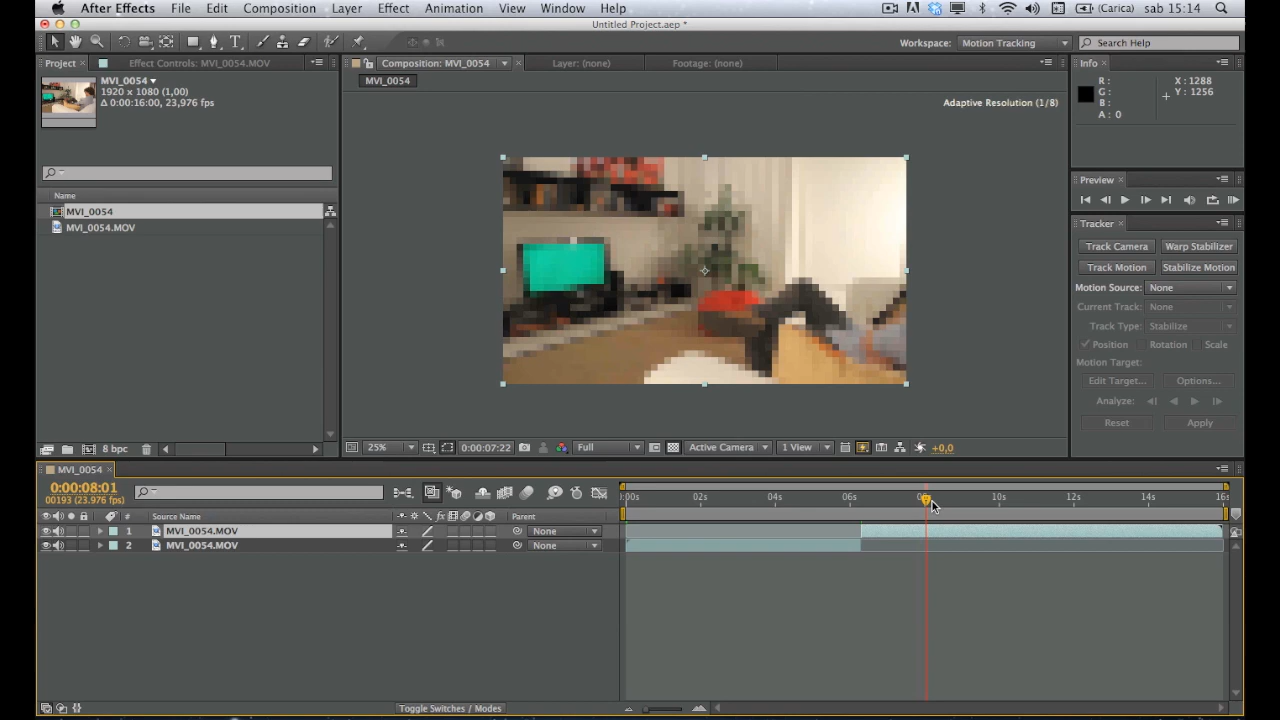 After Effects File Edit Composition Layer Effect Animation View Window Help (Carica) sab 15:14
Untitled Project.aep *
Workspace: Motion Tracking Search Help
Project × Effect Controls: MVI_0054.MOV Composition: MVI_0054 × Layer: (none) Footage: (none) Info ×
MVI_0054
1920 x 1080 (1,00)
Δ 0:00:16:00, 23,976 fps
MVI_0054
Adaptive Resolution (1/8)
R: X: 1288
G: Y: 1256
B:
A: 0
Name
MVI_0054
MVI_0054.MOV
Preview ×
Tracker ×
Track Camera Warp Stabilizer
Track Motion Stabilize Motion
Motion Source: None
Current Track: None
Track Type: Stabilize
Position Rotation Scale
Motion Target:
Edit Target... Options...
Analyze:
Reset Apply
8 bpc 25% 0:00:07:22 Full Active Camera 1 View +0,0
MVI_0054 ×
0:00:08:01
00193 (23.976 fps)
:00s 02s 04s 06s 10s 12s 14s 16s
# Source Name fx Parent
1 MVI_0054.MOV None
2 MVI_0054.MOV None
Toggle Switches / Modes